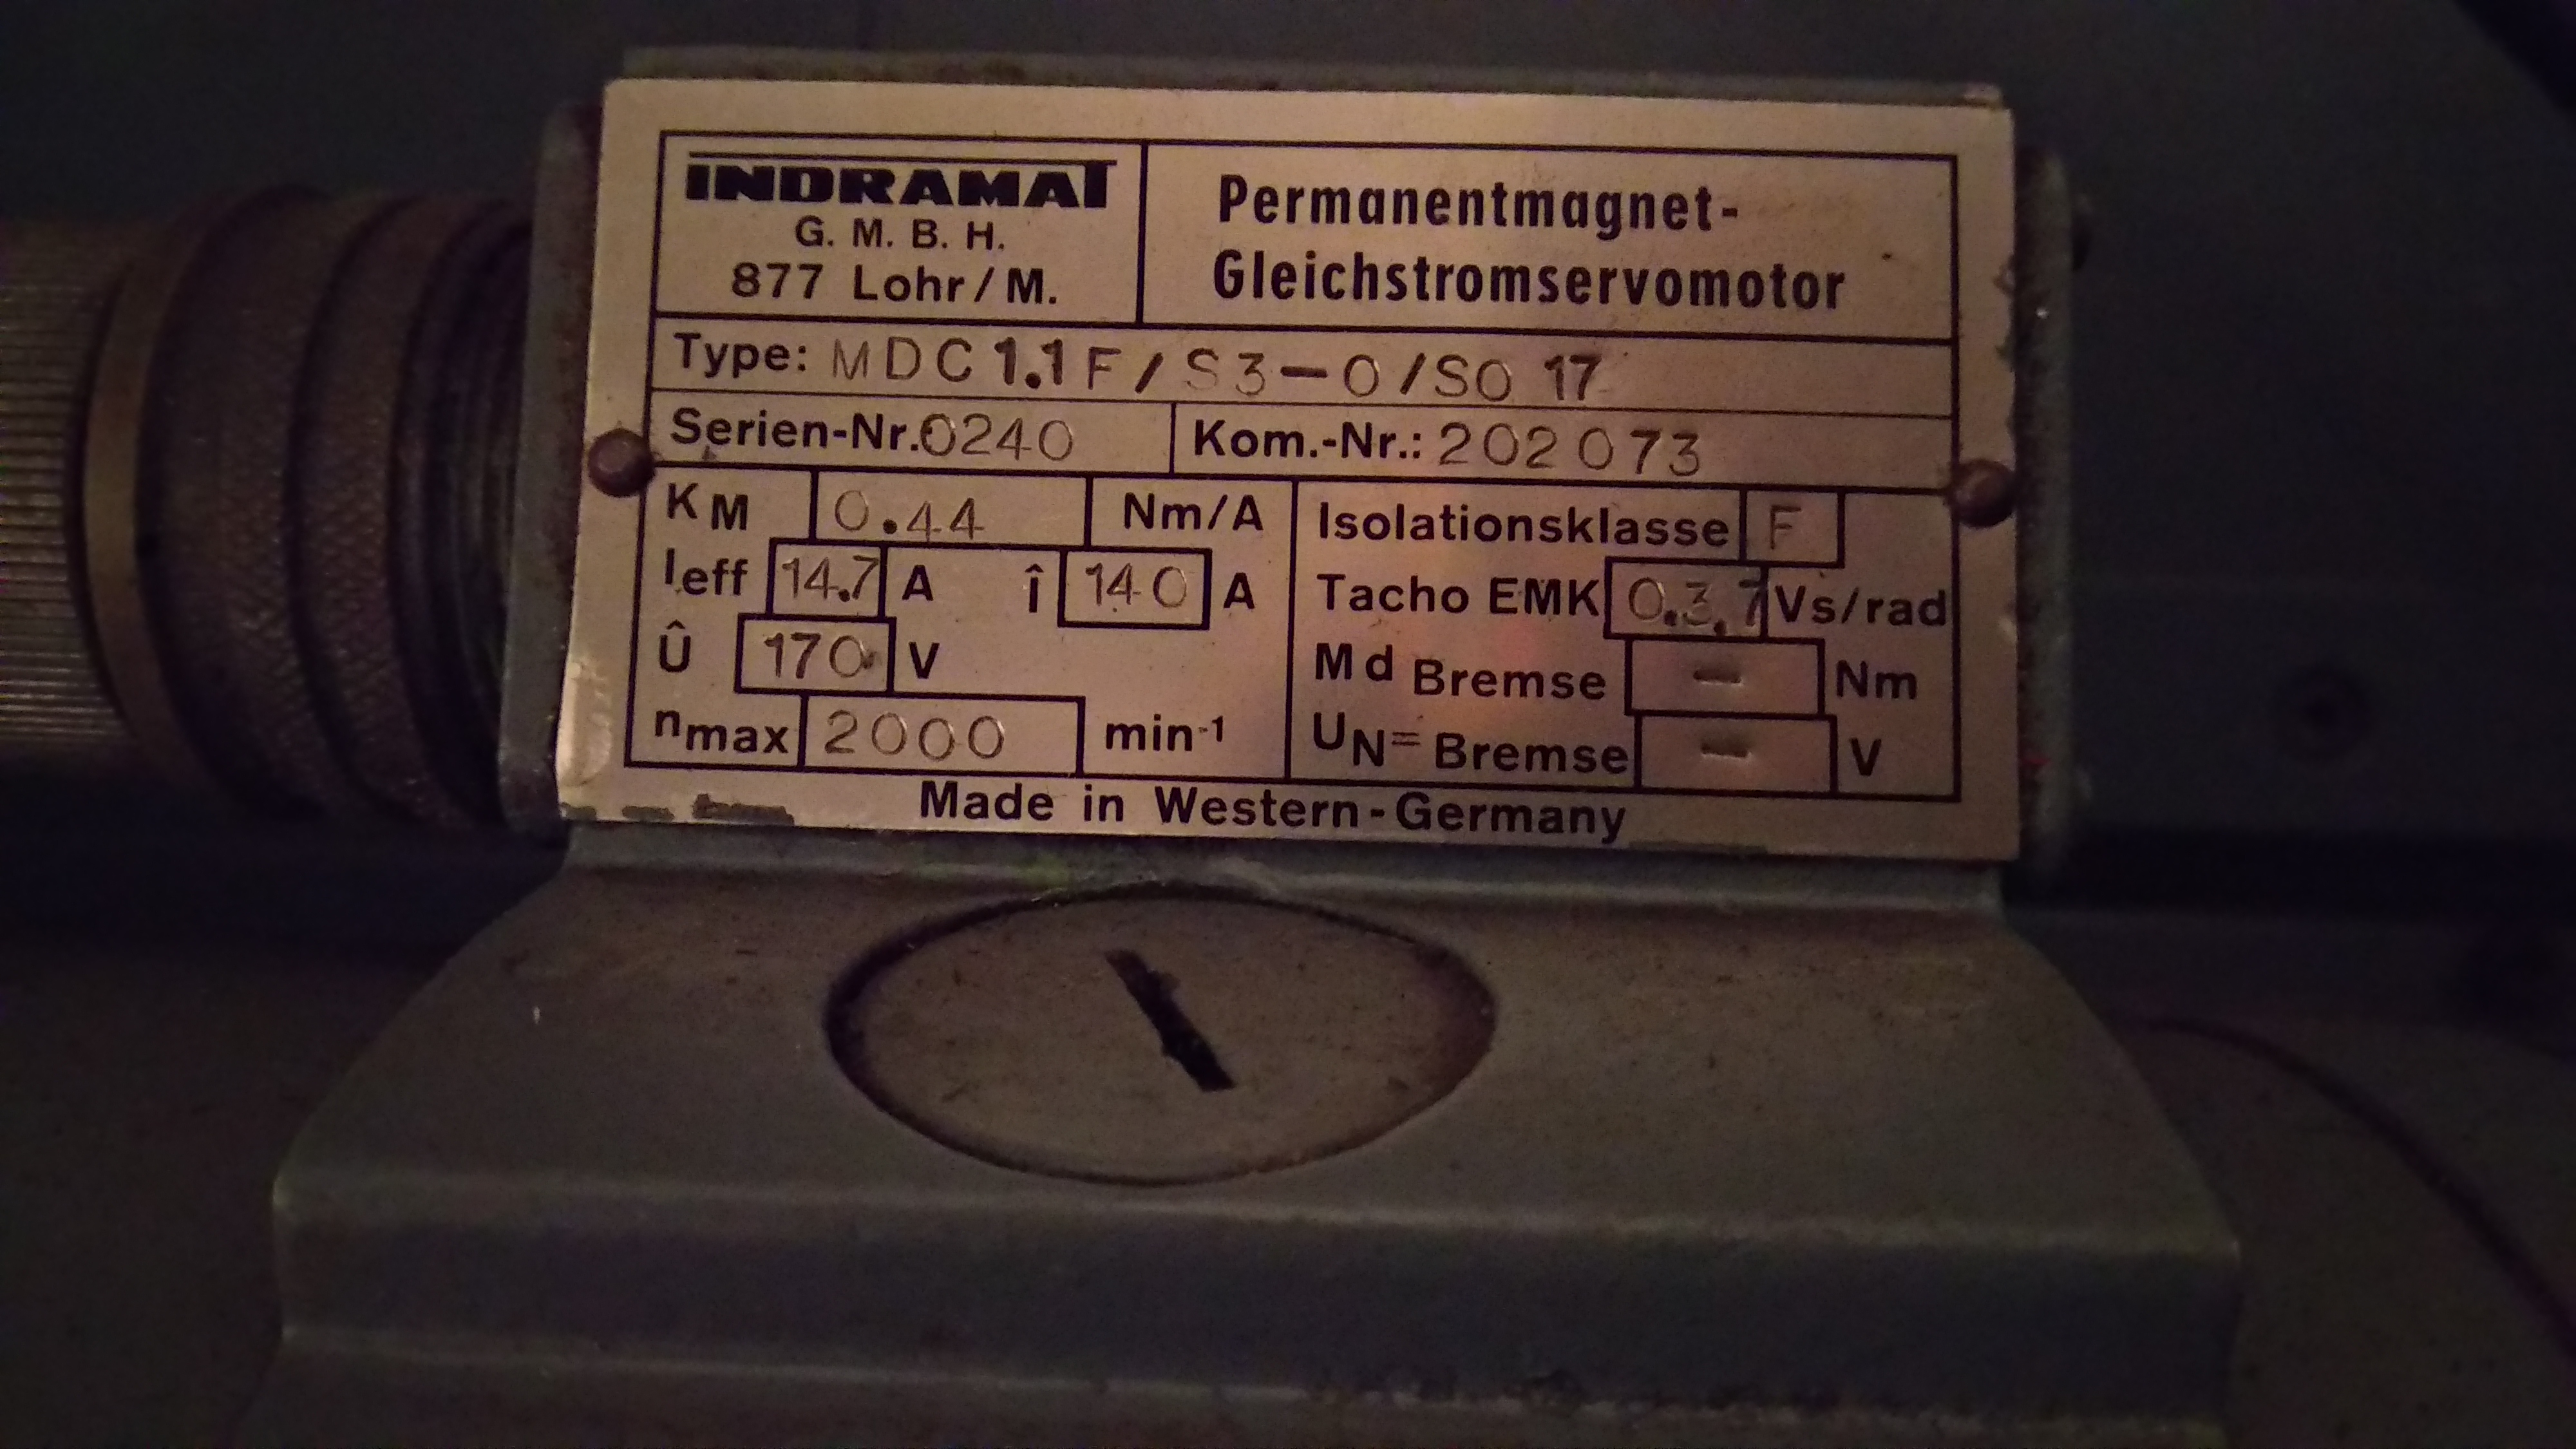 INDRAMAT
G. M. B. H.
877 Lohr/M.
Permanentmagnet-
Gleichstromservomotor
Type: MDC 1.1 F / S3-0/S0 17
Serien-Nr. 0240 Kom.-Nr.: 202073
KM 0.44 Nm/A Isolationsklasse F
Ieff 14.7 A î 140 A Tacho EMK 0.3.7 Vs/rad
Û 170 V Md Bremse - Nm
nmax 2000 min-1 UN= Bremse - V
Made in Western-Germany